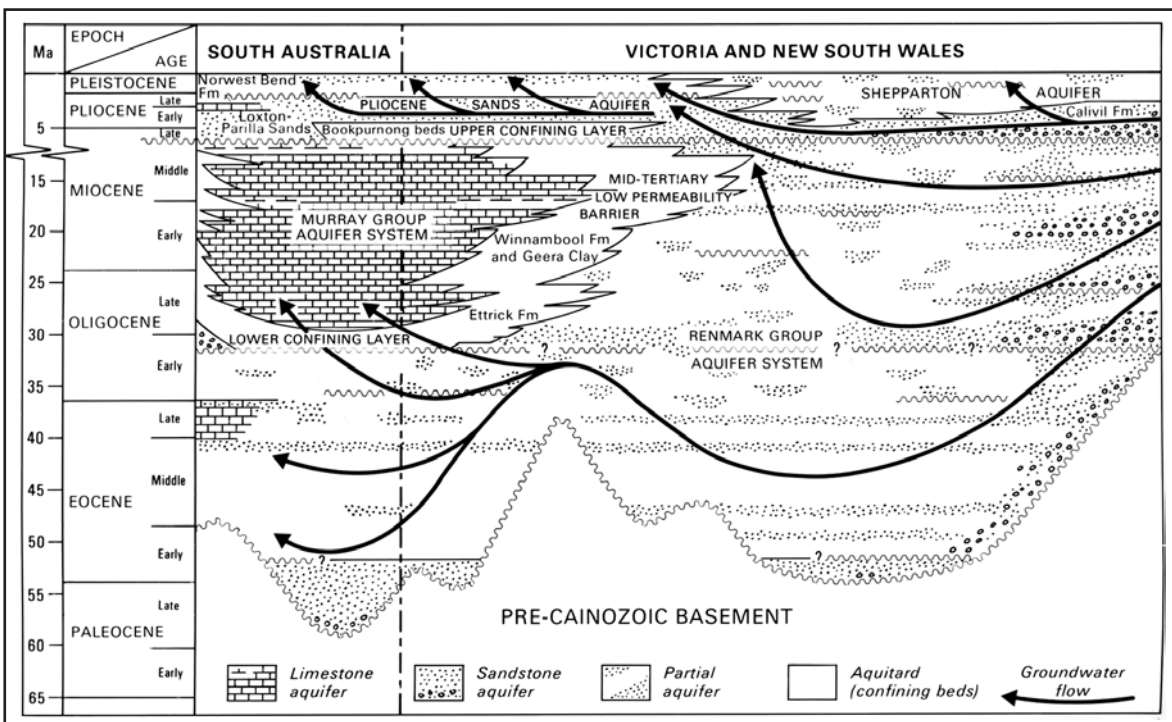 Ma
EPOCH
AGE
SOUTH AUSTRALIA
VICTORIA AND NEW SOUTH WALES
PLEISTOCENE
Norwest Bend
Fm
SHEPPARTON
AQUIFER
PLIOCENE
Late
Early
PLIOCENE SANDS AQUIFER
Calivil Fm
Loxton-
Parilla Sands
5
Late
Bookpurnong beds UPPER CONFINING LAYER
MIOCENE
Middle
15
MID-TERTIARY
LOW PERMEABILITY
BARRIER
Early
20
MURRAY GROUP
AQUIFER SYSTEM
Winnambool Fm
and Geera Clay
25
OLIGOCENE
Late
Ettrick Fm
30
LOWER CONFINING LAYER
RENMARK GROUP
AQUIFER SYSTEM
? ? ?
Early
35
Late
40
EOCENE
Middle
45
50
Early
? ?
55
PALEOCENE
Late
PRE-CAINOZOIC BASEMENT
60
Early
65
Limestone
aquifer
Sandstone
aquifer
Partial
aquifer
Aquitard
(confining beds)
Groundwater
flow